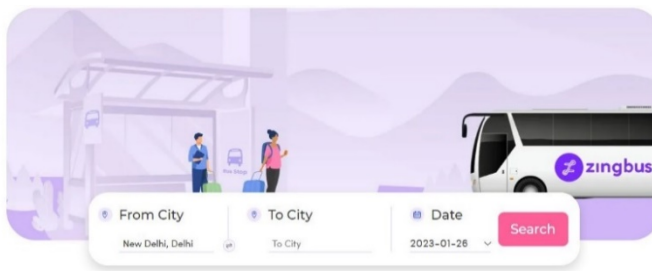 zingbus
From City
To City
Date
Search
New Delhi, Delhi
To City
2023-01-26